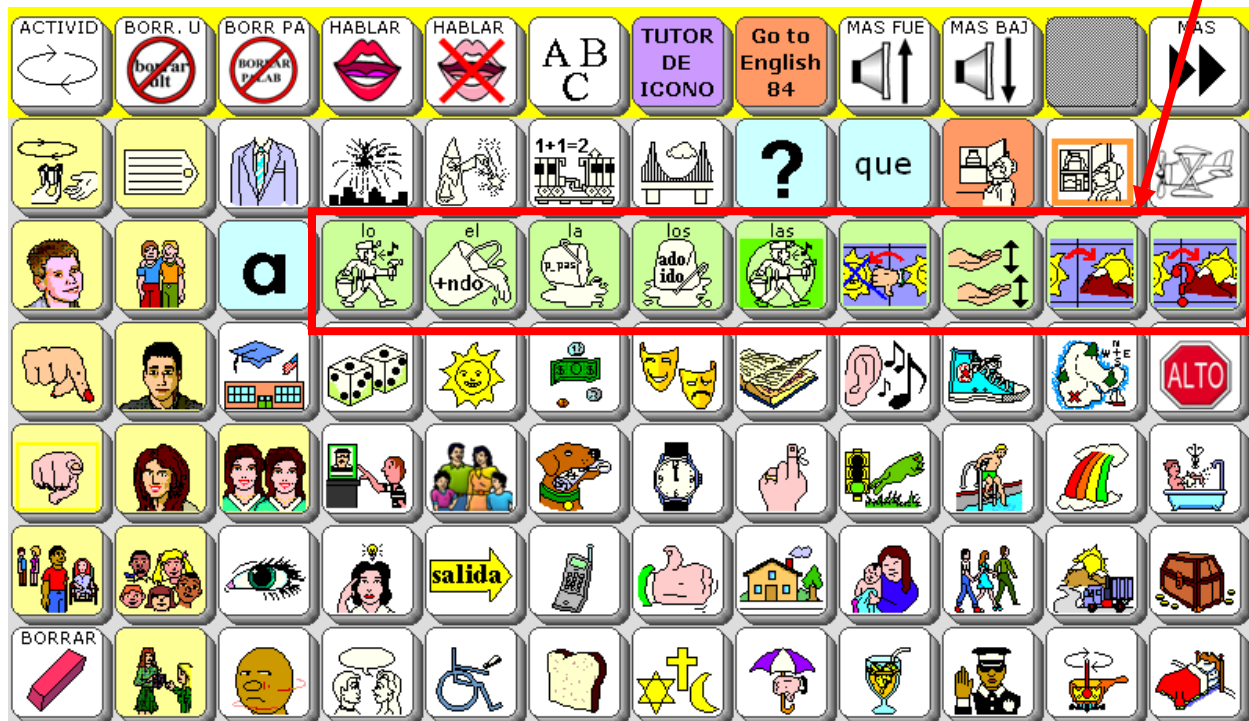 ACTIVID
BORR. U
borrar
ult
BORR PA
BORRAR
PALAB
HABLAR
HABLAR
A B
C
TUTOR
DE
ICONO
Go to
English
84
MAS FUE
MAS BAJ
MAS
1+1=2
?
que
a
lo
el
+ndo
la
p_pas
los
ado/
ido
las
?
N
W + E
S
ALTO
salida
BORRAR